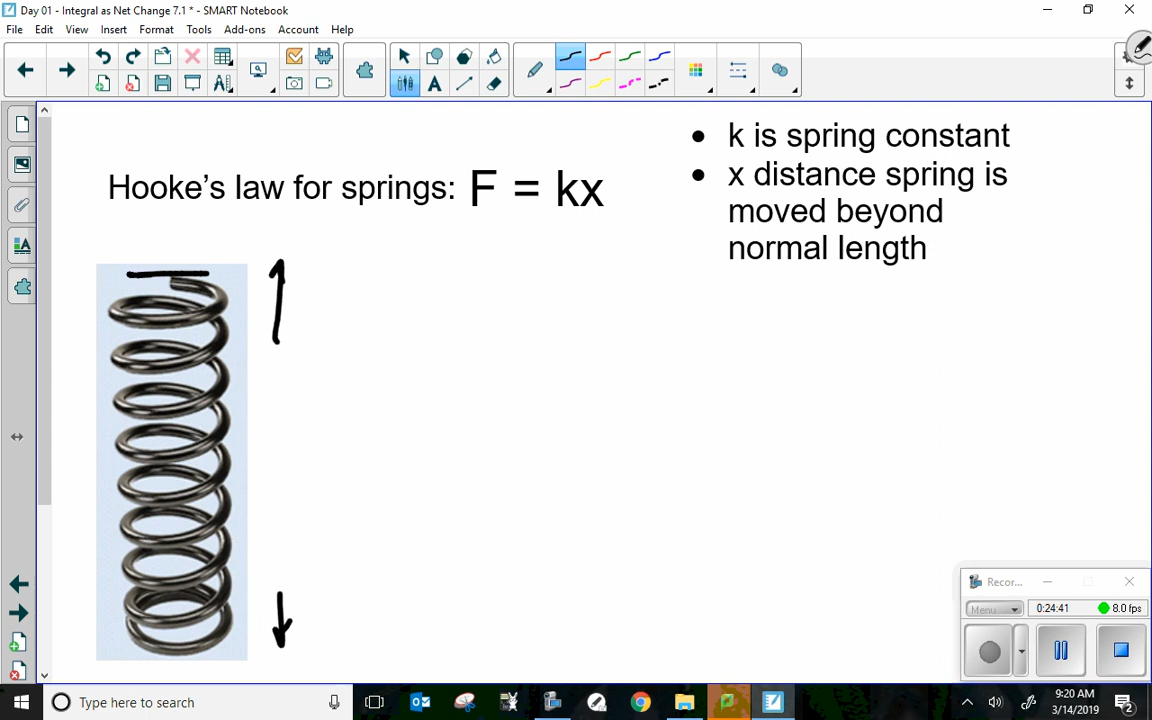 Day 01 - Integral as Net Change 7.1 * - SMART Notebook
File Edit View Insert Format Tools Add-ons Account Help
A
Hooke's law for springs: F = kx
• k is spring constant
• x distance spring is
moved beyond
normal length
Recor...
Menu 0:24:41 8.0 fps
Type here to search
9:20 AM
3/14/2019
2